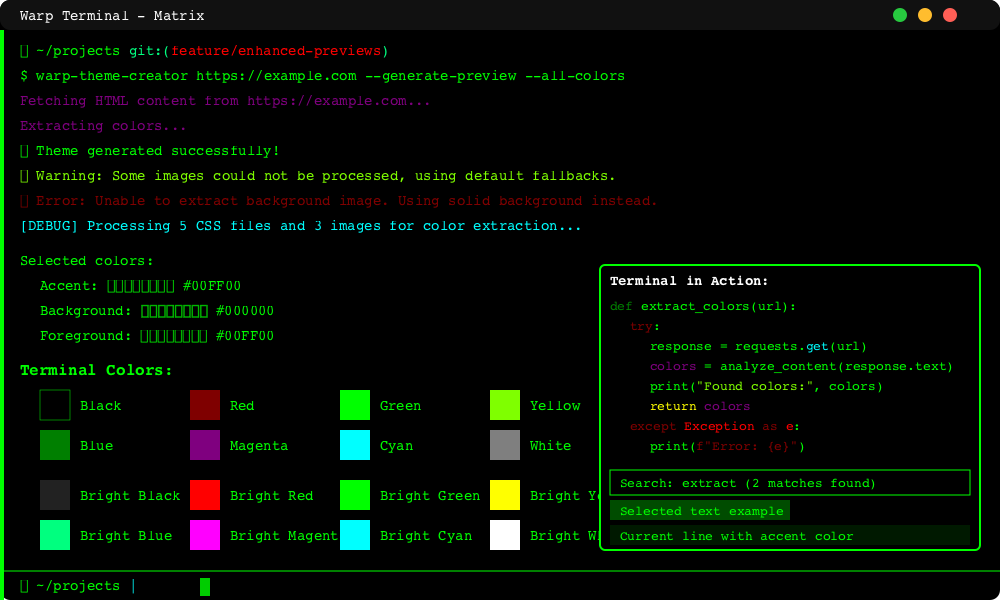 Warp Terminal - Matrix
~/projects git:(feature/enhanced-previews)
$ warp-theme-creator https://example.com --generate-preview --all-colors
Fetching HTML content from https://example.com...
Extracting colors...
Theme generated successfully!
Warning: Some images could not be processed, using default fallbacks.
Error: Unable to extract background image. Using solid background instead.
[DEBUG] Processing 5 CSS files and 3 images for color extraction...
Selected colors:
Accent: #00FF00
Background: #000000
Foreground: #00FF00
Terminal Colors:
Black Red Green Yellow
Blue Magenta Cyan White
Bright Black Bright Red Bright Green Bright Ye
Bright Blue Bright Magent Bright Cyan Bright W
Terminal in Action:
def extract_colors(url):
try:
response = requests.get(url)
colors = analyze_content(response.text)
print("Found colors:", colors)
return colors
except Exception as e:
print(f"Error: {e}")
Search: extract (2 matches found)
Selected text example
Current line with accent color
~/projects |